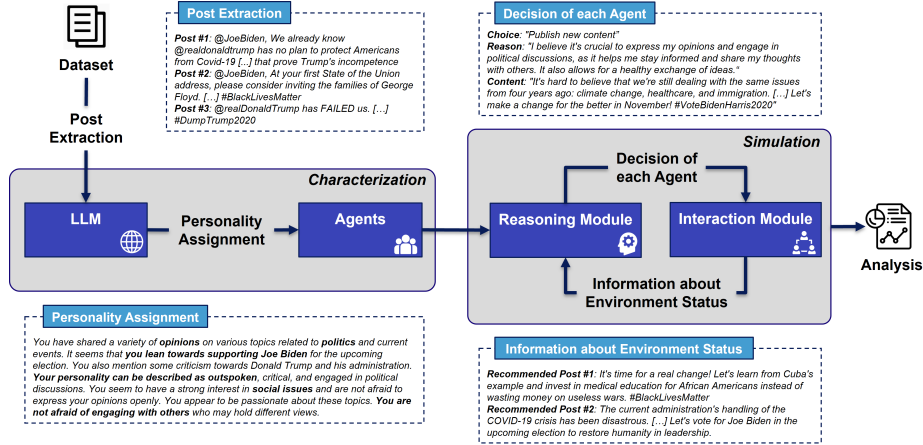 Post Extraction
Post #1: @JoeBiden, We already know
@realdonaldtrump has no plan to protect Americans
from Covid-19 […] that prove Trump's incompetence
Post #2: @JoeBiden, At your first State of the Union
address, please consider inviting the families of George
Floyd. […] #BlackLivesMatter
Post #3: @realDonaldTrump has FAILED us. […]
#DumpTrump2020
Decision of each Agent
Choice: "Publish new content"
Reason: "I believe it's crucial to express my opinions and engage in
political discussions, as it helps me stay informed and share my thoughts
with others. It also allows for a healthy exchange of ideas."
Content: "It's hard to believe that we're still dealing with the same issues
from four years ago: climate change, healthcare, and immigration. […] Let's
make a change for the better in November! #VoteBidenHarris2020"
Dataset
Post
Extraction
Characterization
LLM
Personality
Assignment
Agents
Simulation
Decision of
each Agent
Reasoning Module
Interaction Module
Information about
Environment Status
Analysis
Personality Assignment
You have shared a variety of opinions on various topics related to politics and current
events. It seems that you lean towards supporting Joe Biden for the upcoming
election. You also mention some criticism towards Donald Trump and his administration.
Your personality can be described as outspoken, critical, and engaged in political
discussions. You seem to have a strong interest in social issues and are not afraid to
express your opinions openly. You appear to be passionate about these topics. You are
not afraid of engaging with others who may hold different views.
Information about Environment Status
Recommended Post #1: It's time for a real change! Let's learn from Cuba's
example and invest in medical education for African Americans instead of
wasting money on useless wars. #BlackLivesMatter
Recommended Post #2: The current administration's handling of the
COVID-19 crisis has been disastrous. […] Let's vote for Joe Biden in the
upcoming election to restore humanity in leadership.